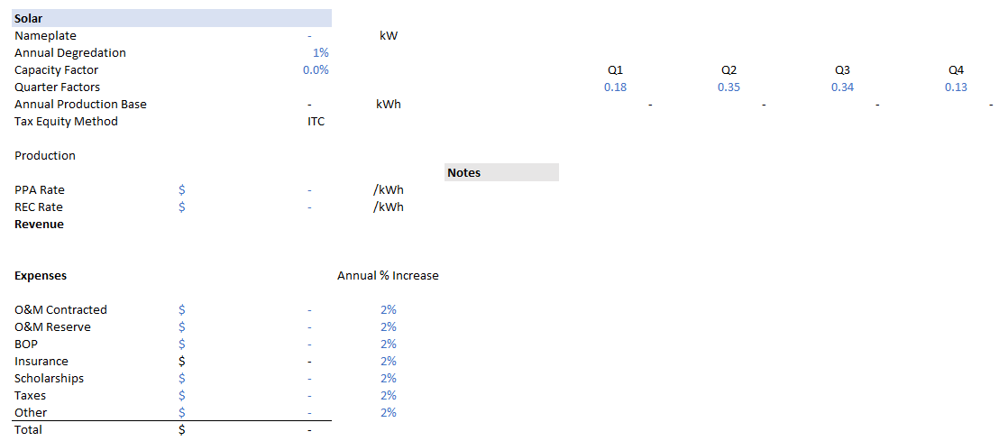 Solar
Nameplate - kW
Annual Degredation 1%
Capacity Factor 0.0% Q1 Q2 Q3 Q4
Quarter Factors 0.18 0.35 0.34 0.13
Annual Production Base - kWh - - - -
Tax Equity Method ITC
Production
Notes
PPA Rate $ - /kWh
REC Rate $ - /kWh
Revenue
Expenses Annual % Increase
O&M Contracted $ - 2%
O&M Reserve $ - 2%
BOP $ - 2%
Insurance $ - 2%
Scholarships $ - 2%
Taxes $ - 2%
Other $ - 2%
Total $ -